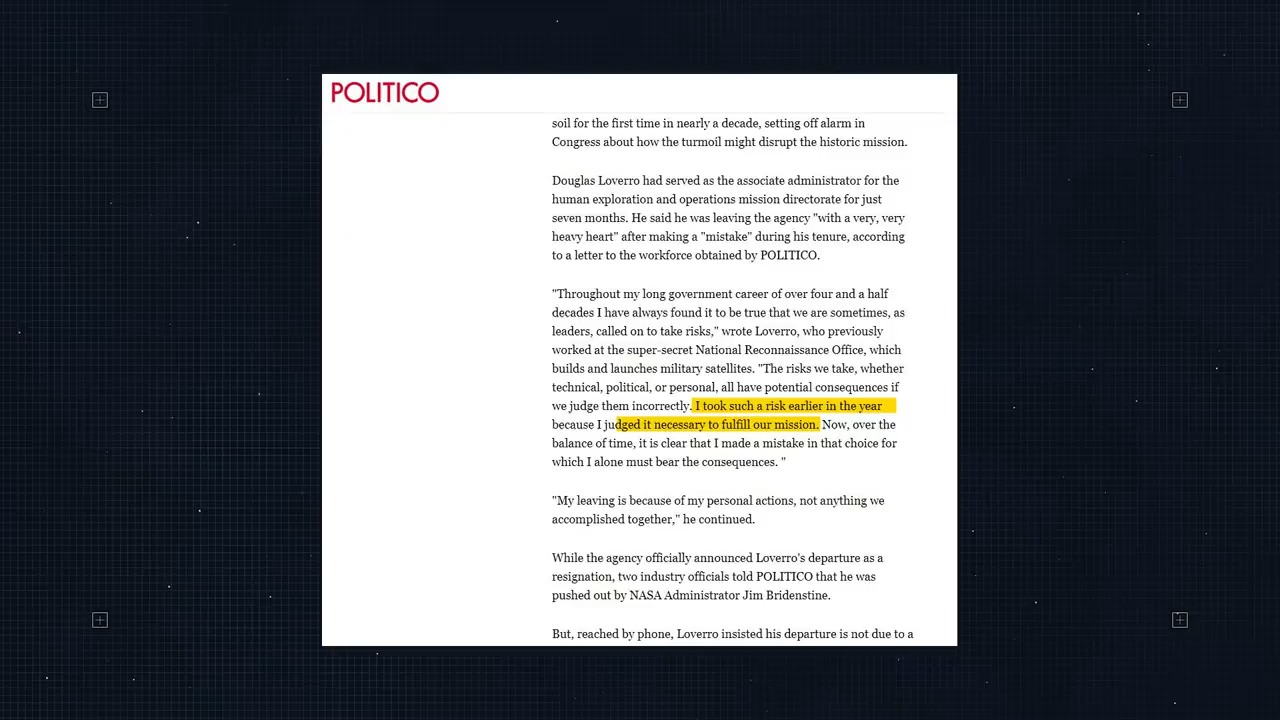 POLITICO
soil for the first time in nearly a decade, setting off alarm in
Congress about how the turmoil might disrupt the historic mission.
Douglas Loverro had served as the associate administrator for the
human exploration and operations mission directorate for just
seven months. He said he was leaving the agency "with a very, very
heavy heart" after making a "mistake" during his tenure, according
to a letter to the workforce obtained by POLITICO.
"Throughout my long government career of over four and a half
decades I have always found it to be true that we are sometimes, as
leaders, called on to take risks," wrote Loverro, who previously
worked at the super-secret National Reconnaissance Office, which
builds and launches military satellites. "The risks we take, whether
technical, political, or personal, all have potential consequences if
we judge them incorrectly. I took such a risk earlier in the year
because I judged it necessary to fulfill our mission. Now, over the
balance of time, it is clear that I made a mistake in that choice for
which I alone must bear the consequences. "
"My leaving is because of my personal actions, not anything we
accomplished together," he continued.
While the agency officially announced Loverro's departure as a
resignation, two industry officials told POLITICO that he was
pushed out by NASA Administrator Jim Bridenstine.
But, reached by phone, Loverro insisted his departure is not due to a